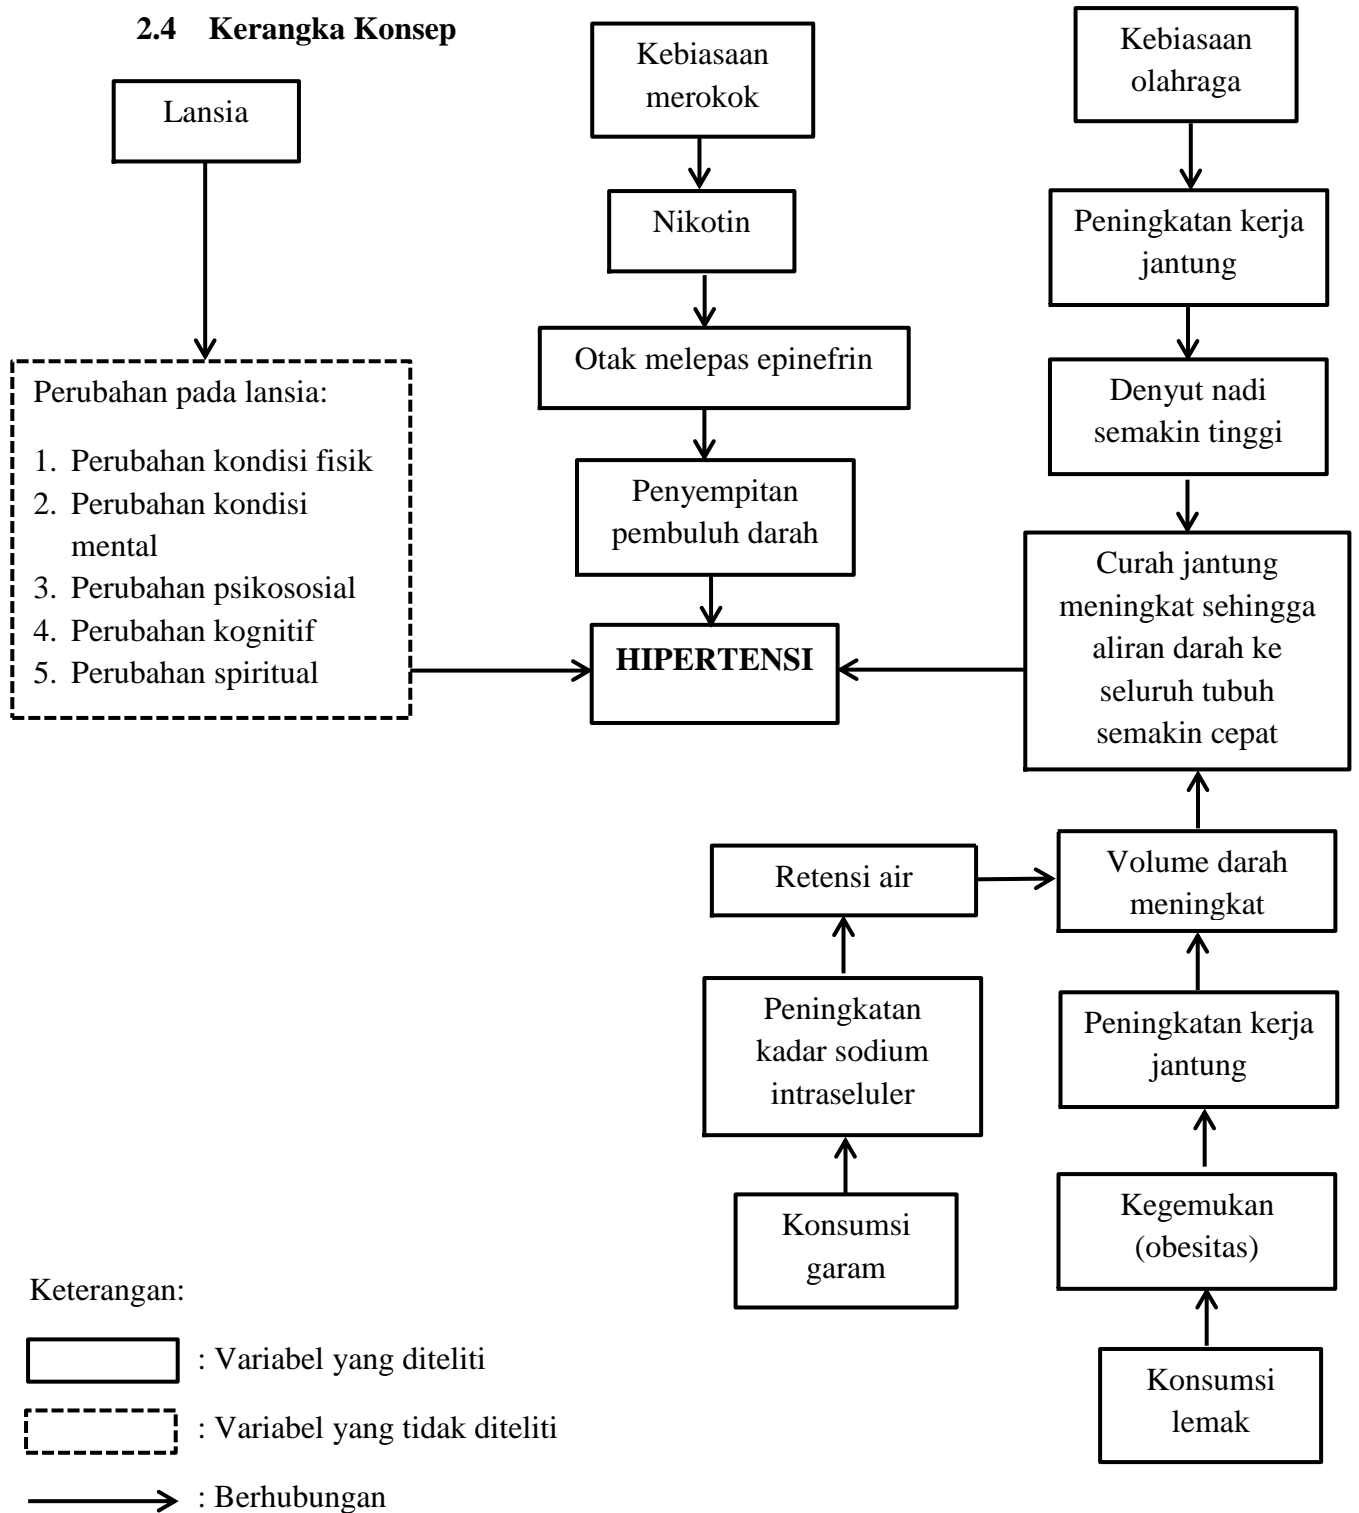 2.4 Kerangka Konsep
Lansia
Perubahan pada lansia:
1. Perubahan kondisi fisik
2. Perubahan kondisi
mental
3. Perubahan psikososial
4. Perubahan kognitif
5. Perubahan spiritual
Kebiasaan
merokok
Nikotin
Otak melepas epinefrin
Penyempitan
pembuluh darah
HIPERTENSI
Kebiasaan
olahraga
Peningkatan kerja
jantung
Denyut nadi
semakin tinggi
Curah jantung
meningkat sehingga
aliran darah ke
seluruh tubuh
semakin cepat
Retensi air
Volume darah
meningkat
Peningkatan
kadar sodium
intraseluler
Peningkatan kerja
jantung
Konsumsi
garam
Kegemukan
(obesitas)
Konsumsi
lemak
Keterangan:
: Variabel yang diteliti
: Variabel yang tidak diteliti
: Berhubungan